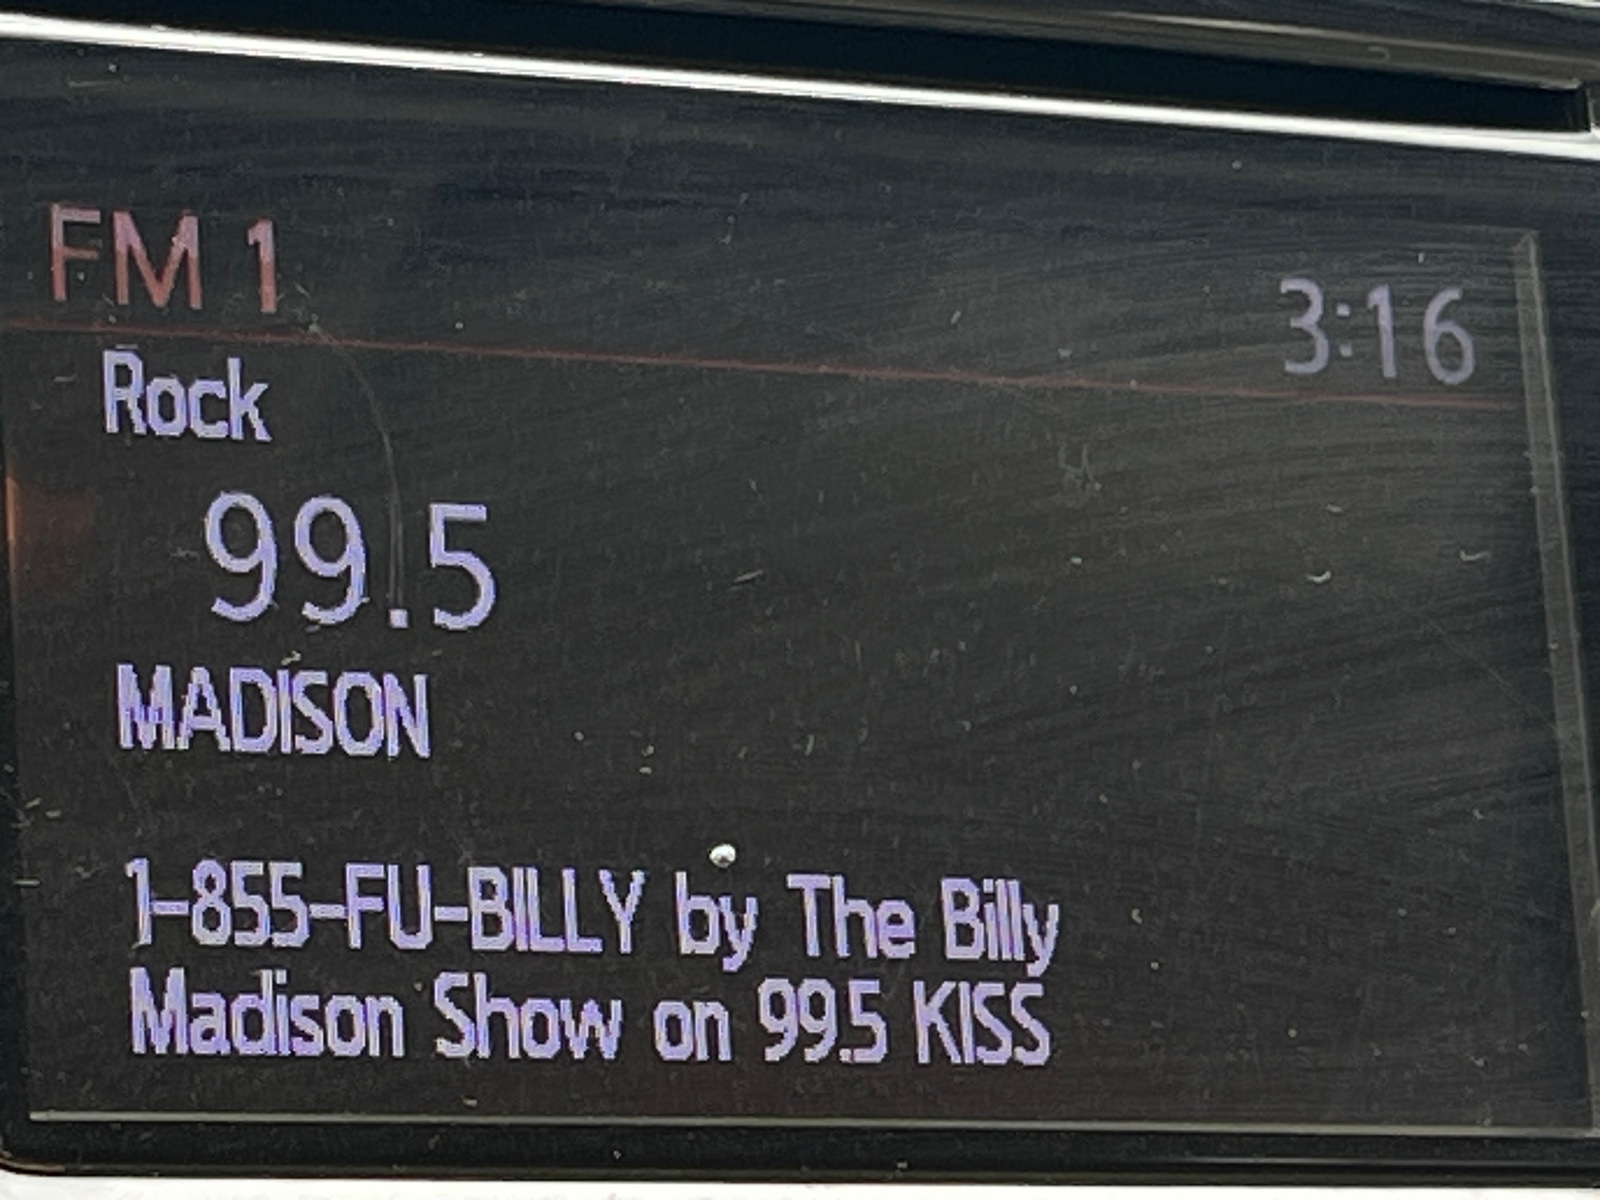 FM 1
3:16
Rock
99.5
MADISON
1-855-FU-BILLY by The Billy
Madison Show on 99.5 KISS